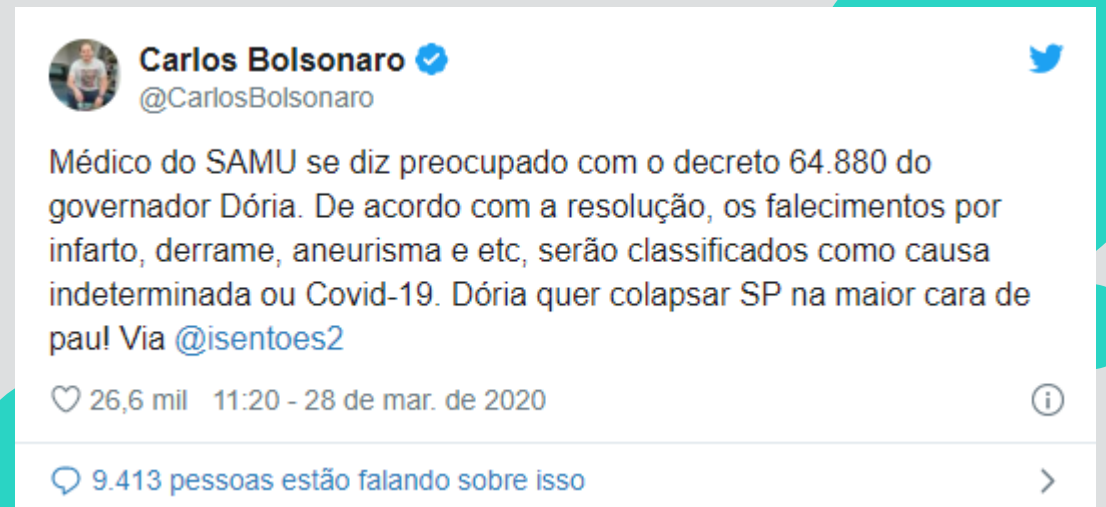 Carlos Bolsonaro
@CarlosBolsonaro
Médico do SAMU se diz preocupado com o decreto 64.880 do
governador Dória. De acordo com a resolução, os falecimentos por
infarto, derrame, aneurisma e etc, serão classificados como causa
indeterminada ou Covid-19. Dória quer colapsar SP na maior cara de
pau! Via @isentoes2
26,6 mil 11:20 - 28 de mar. de 2020
9.413 pessoas estão falando sobre isso